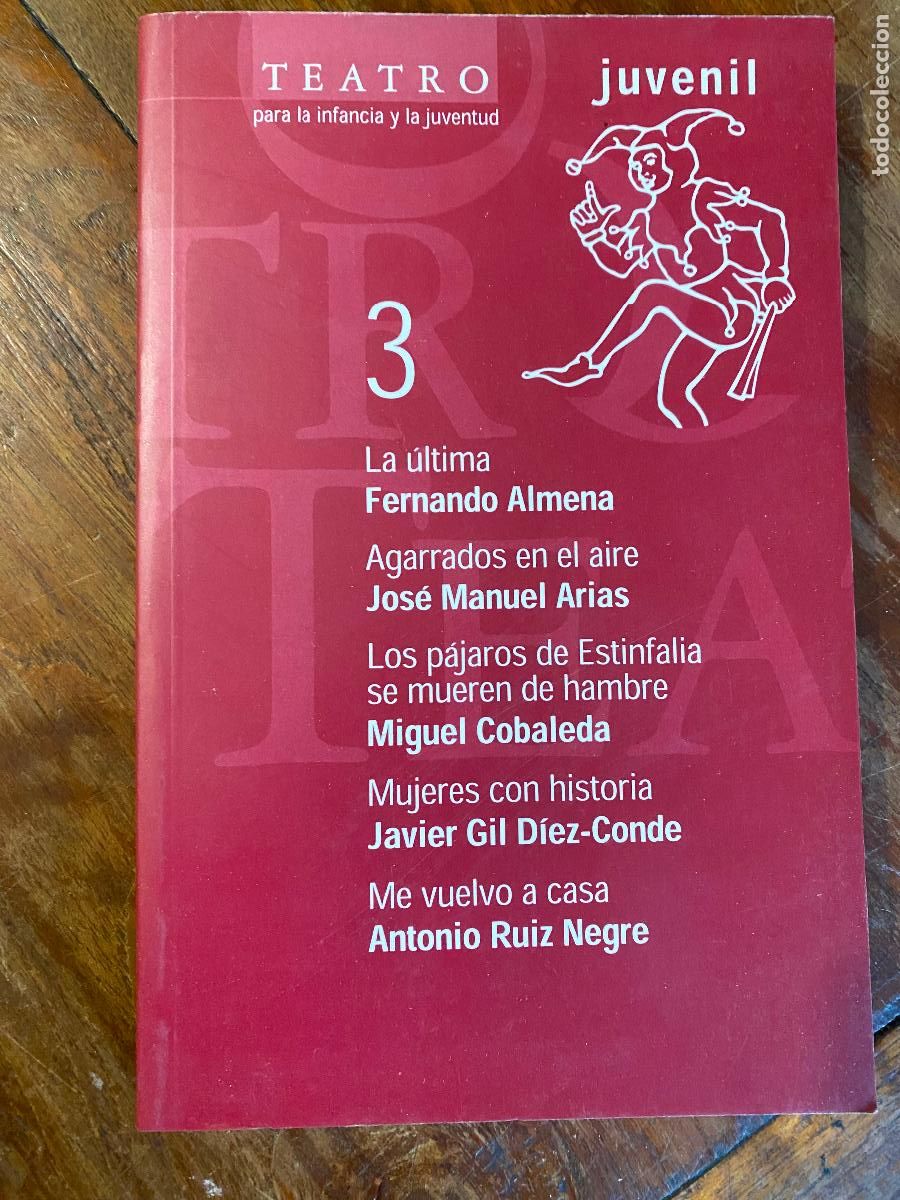 TEATRO
para la infancia y la juventud
juvenil
3
La última
Fernando Almena
Agarrados en el aire
José Manuel Arias
Los pájaros de Estinfalia
se mueren de hambre
Miguel Cobaleda
Mujeres con historia
Javier Gil Díez-Conde
Me vuelvo a casa
Antonio Ruiz Negre
TR
TEA
todocoleccion